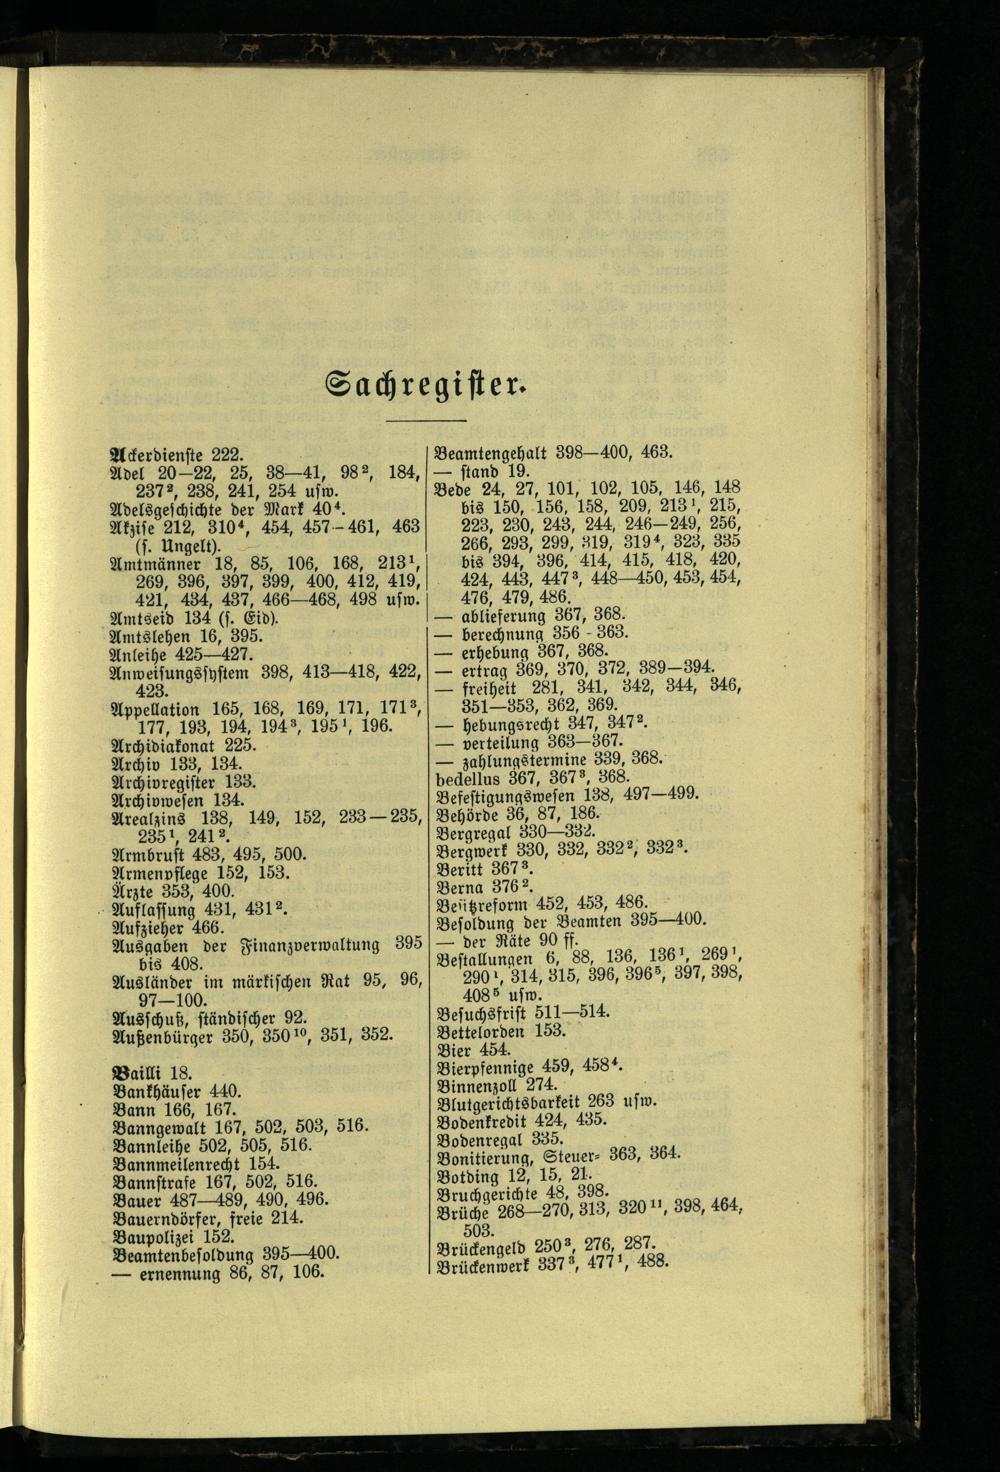 Sachregister.
Ackerdienste 222.
Adel 20—22, 25, 38—41, 98², 184,
237², 238, 241, 254 usw.
Adelsgeschichte der Mark 40⁴.
Akzise 212, 310⁴, 454, 457–461, 463
(s. Ungelt).
Amtmänner 18, 85, 106, 168, 213¹,
269, 396, 397, 399, 400, 412, 419,
421, 434, 437, 466—468, 498 usw.
Amtseid 134 (s. Eid).
Amtslehen 16, 395.
Anleihe 425—427.
Anweisungssystem 398, 413—418, 422,
423.
Appellation 165, 168, 169, 171, 171³,
177, 193, 194, 194³, 195¹, 196.
Archidiakonat 225.
Archiv 133, 134.
Archivregister 133.
Archivwesen 134.
Arealzins 138, 149, 152, 233—235,
235¹, 241².
Armbrust 483, 495, 500.
Armenpflege 152, 153.
Ärzte 353, 400.
Auflassung 431, 431².
Aufzieher 466.
Ausgaben der Finanzverwaltung 395
bis 408.
Ausländer im märkischen Rat 95, 96,
97—100.
Ausschuß, ständischer 92.
Außenbürger 350, 350¹⁰, 351, 352.
Bailli 18.
Bankhäuser 440.
Bann 166, 167.
Banngewalt 167, 502, 503, 516.
Bannleihe 502, 505, 516.
Bannmeilenrecht 154.
Bannstrafe 167, 502, 516.
Bauer 487—489, 490, 496.
Bauerndörfer, freie 214.
Baupolizei 152.
Beamtenbesoldung 395—400.
— ernennung 86, 87, 106.
Beamtengehalt 398—400, 463.
— stand 19.
Bede 24, 27, 101, 102, 105, 146, 148
bis 150, 156, 158, 209, 213¹, 215,
223, 230, 243, 244, 246—249, 256,
266, 293, 299, 319, 319⁴, 323, 335
bis 394, 396, 414, 415, 418, 420,
424, 443, 447³, 448—450, 453, 454,
476, 479, 486.
— ablieferung 367, 368.
— berechnung 356-363.
— erhebung 367, 368.
— ertrag 369, 370, 372, 389—394.
— freiheit 281, 341, 342, 344, 346,
351—353, 362, 369.
— hebungsrecht 347, 347².
— verteilung 363—367.
— zahlungstermine 339, 368.
bedellus 367, 367³, 368.
Befestigungswesen 138, 497—499.
Behörde 36, 87, 186.
Bergregal 330—332.
Bergwerk 330, 332, 332², 332³.
Beritt 367³.
Berna 376².
Besitzreform 452, 453, 486.
Besoldung der Beamten 395—400.
— der Räte 90 ff.
Bestallungen 6, 88, 136, 136¹, 269¹,
290¹, 314, 315, 396, 396⁵, 397, 398,
408⁵ usw.
Besuchsfrist 511—514.
Bettelorden 153.
Bier 454.
Bierpfennige 459, 458⁴.
Binnenzoll 274.
Blutgerichtsbarkeit 263 usw.
Bodenkredit 424, 435.
Bodenregal 335.
Bonitierung, Steuer= 363, 364.
Botding 12, 15, 21.
Bruchgerichte 48, 398.
Brüche 268—270, 313, 320¹¹, 398, 464,
503.
Brückengeld 250³, 276, 287.
Brückenwerk 337³, 477¹, 488.